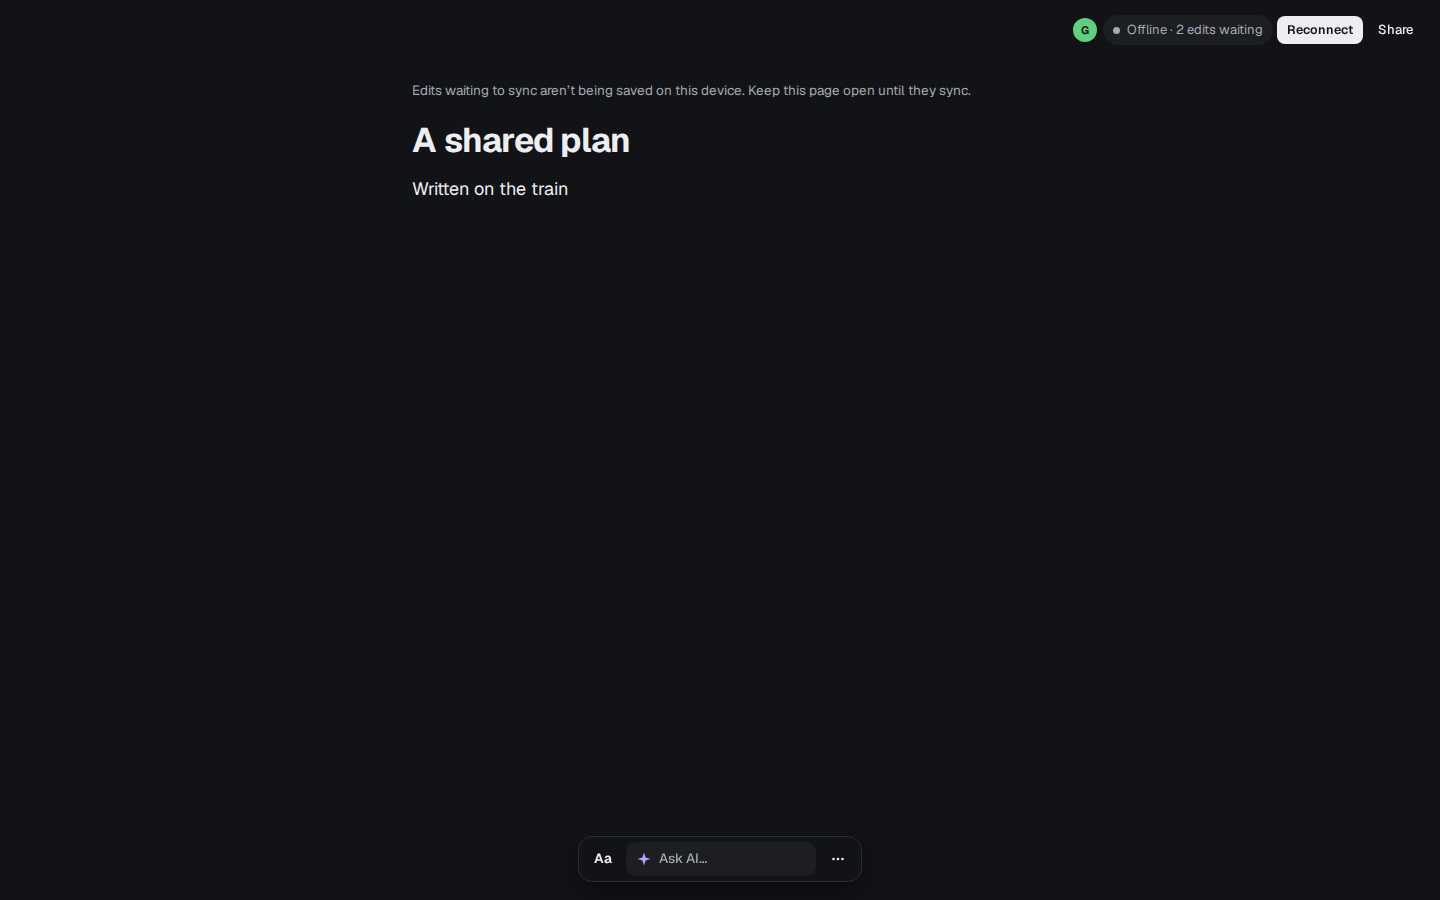 G
Offline · 2 edits waiting
Reconnect
Share
Edits waiting to sync aren’t being saved on this device. Keep this page open until they sync.
A shared plan
Written on the train
Aa
Ask AI…